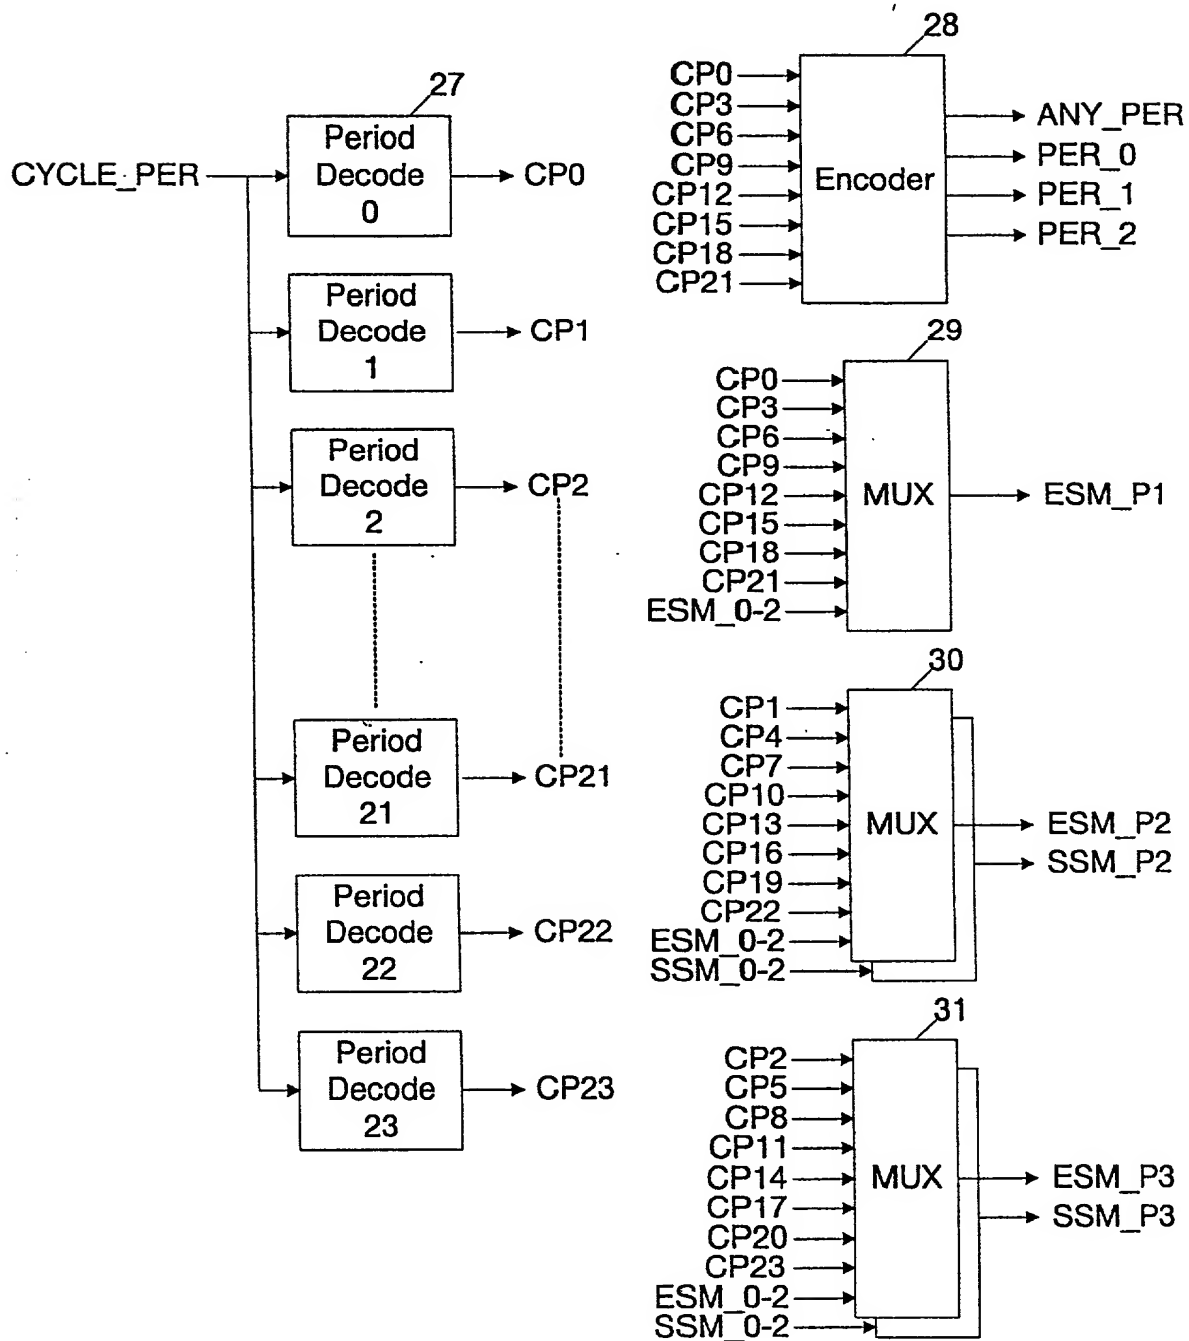 27
CYCLE_PER
Period
Decode
0
CP0
Period
Decode
1
CP1
Period
Decode
2
CP2
Period
Decode
21
CP21
Period
Decode
22
CP22
Period
Decode
23
CP23
28
CP0
CP3
CP6
CP9
CP12
CP15
CP18
CP21
Encoder
ANY_PER
PER_0
PER_1
PER_2
29
CP0
CP3
CP6
CP9
CP12
CP15
CP18
CP21
ESM_0-2
MUX
ESM_P1
30
CP1
CP4
CP7
CP10
CP13
CP16
CP19
CP22
ESM_0-2
SSM_0-2
MUX
ESM_P2
SSM_P2
31
CP2
CP5
CP8
CP11
CP14
CP17
CP20
CP23
ESM_0-2
SSM_0-2
MUX
ESM_P3
SSM_P3